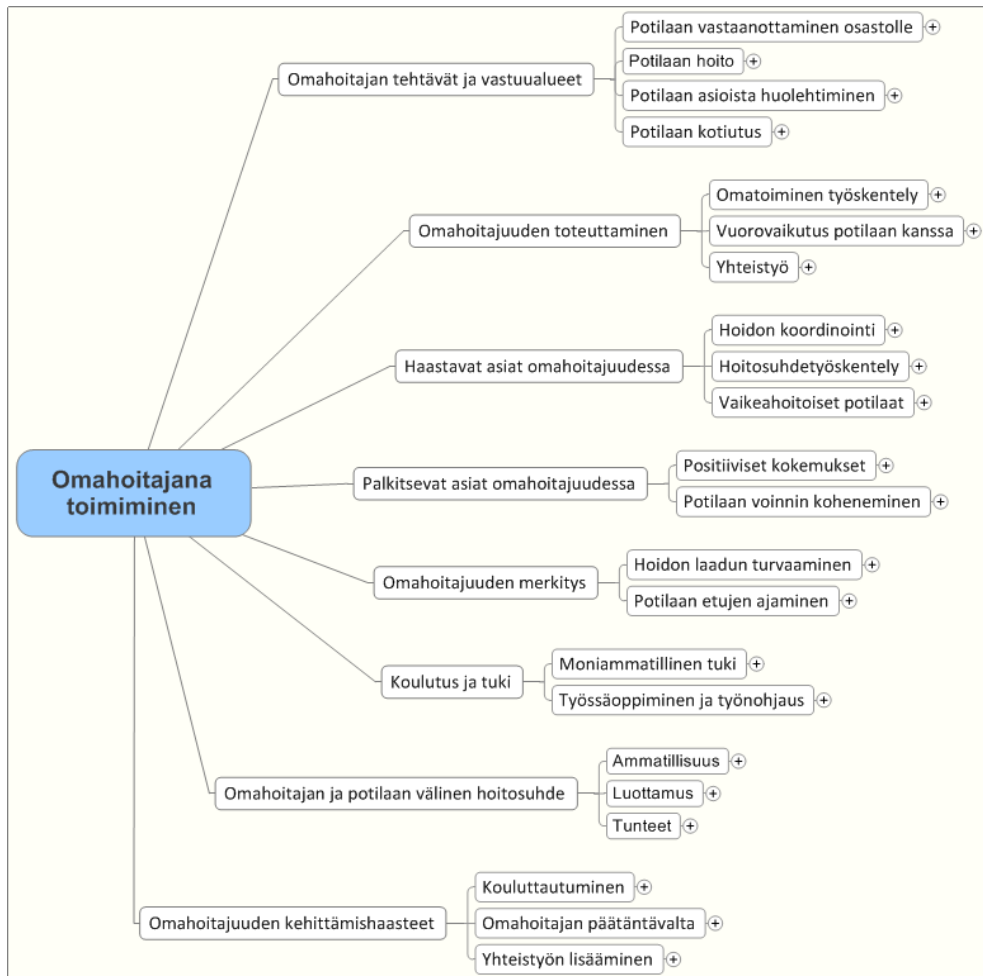 Potilaan vastaanottaminen osastolle
Omahoitajan tehtävät ja vastuualueet
Potilaan hoito
Potilaan asioista huolehtiminen
Potilaan kotiutus
Omatoiminen työskentely
Omahoitajuuden toteuttaminen
Vuorovaikutus potilaan kanssa
Yhteistyö
Hoidon koordinointi
Haastavat asiat omahoitajuudessa
Hoitosuhdetyöskentely
Vaikeahoitoiset potilaat
Omahoitajana
toimiminen
Palkitsevat asiat omahoitajuudessa
Positiiviset kokemukset
Potilaan voinnin koheneminen
Omahoitajuuden merkitys
Hoidon laadun turvaaminen
Potilaan etujen ajaminen
Koulutus ja tuki
Moniammatillinen tuki
Työssäoppiminen ja työnohjaus
Omahoitajan ja potilaan välinen hoitosuhde
Ammatillisuus
Luottamus
Tunteet
Omahoitajuuden kehittämishaasteet
Kouluttautuminen
Omahoitajan päätäntävalta
Yhteistyön lisääminen